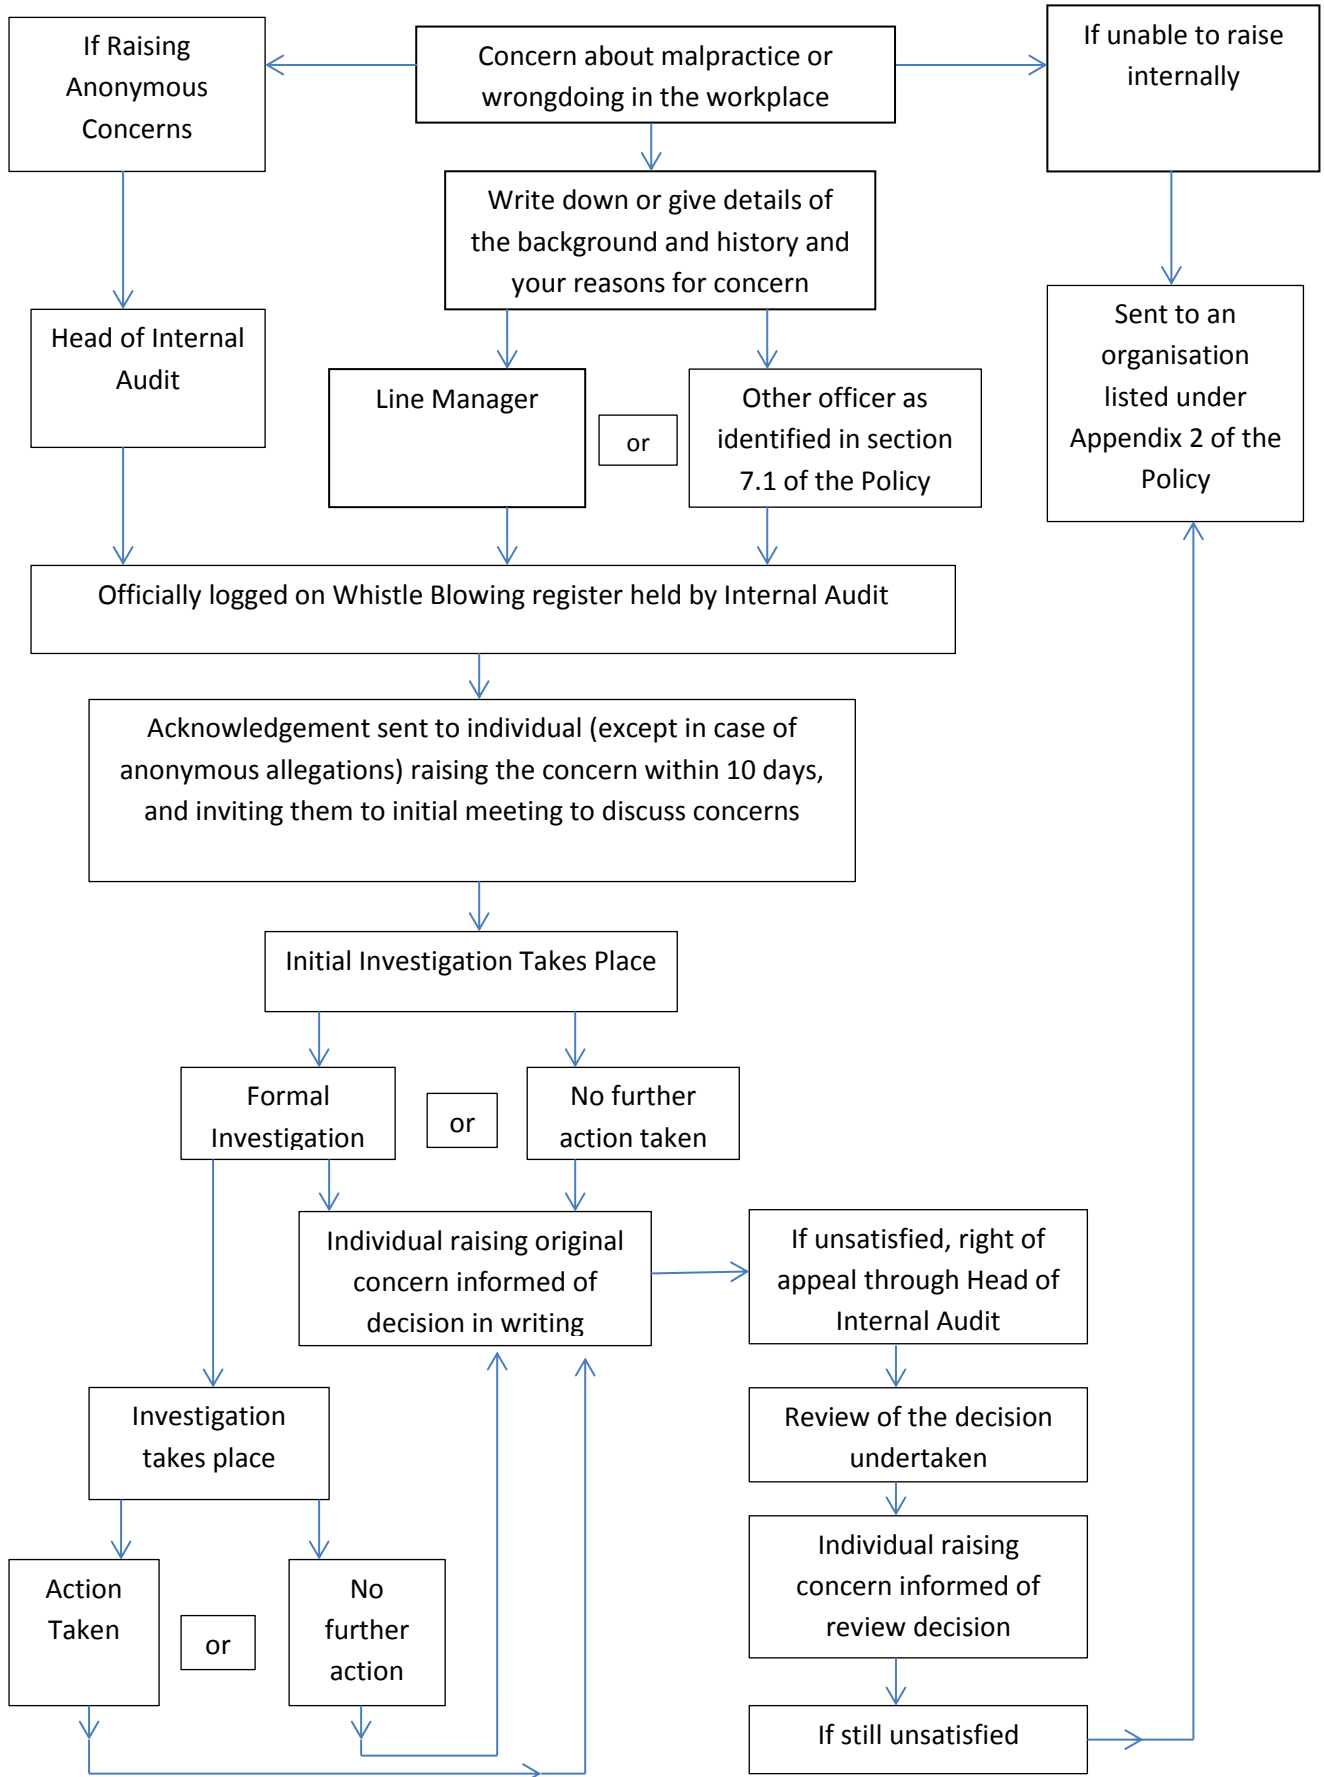 If Raising
Anonymous
Concerns
Concern about malpractice or
wrongdoing in the workplace
If unable to raise
internally
Write down or give details of
the background and history and
your reasons for concern
Head of Internal
Audit
Line Manager
or
Other officer as
identified in section
7.1 of the Policy
Sent to an
organisation
listed under
Appendix 2 of the
Policy
Officially logged on Whistle Blowing register held by Internal Audit
Acknowledgement sent to individual (except in case of
anonymous allegations) raising the concern within 10 days,
and inviting them to initial meeting to discuss concerns
Initial Investigation Takes Place
Formal
Investigation
or
No further
action taken
Individual raising original
concern informed of
decision in writing
If unsatisfied, right of
appeal through Head of
Internal Audit
Investigation
takes place
Review of the decision
undertaken
Action
Taken
or
No
further
action
Individual raising
concern informed of
review decision
If still unsatisfied